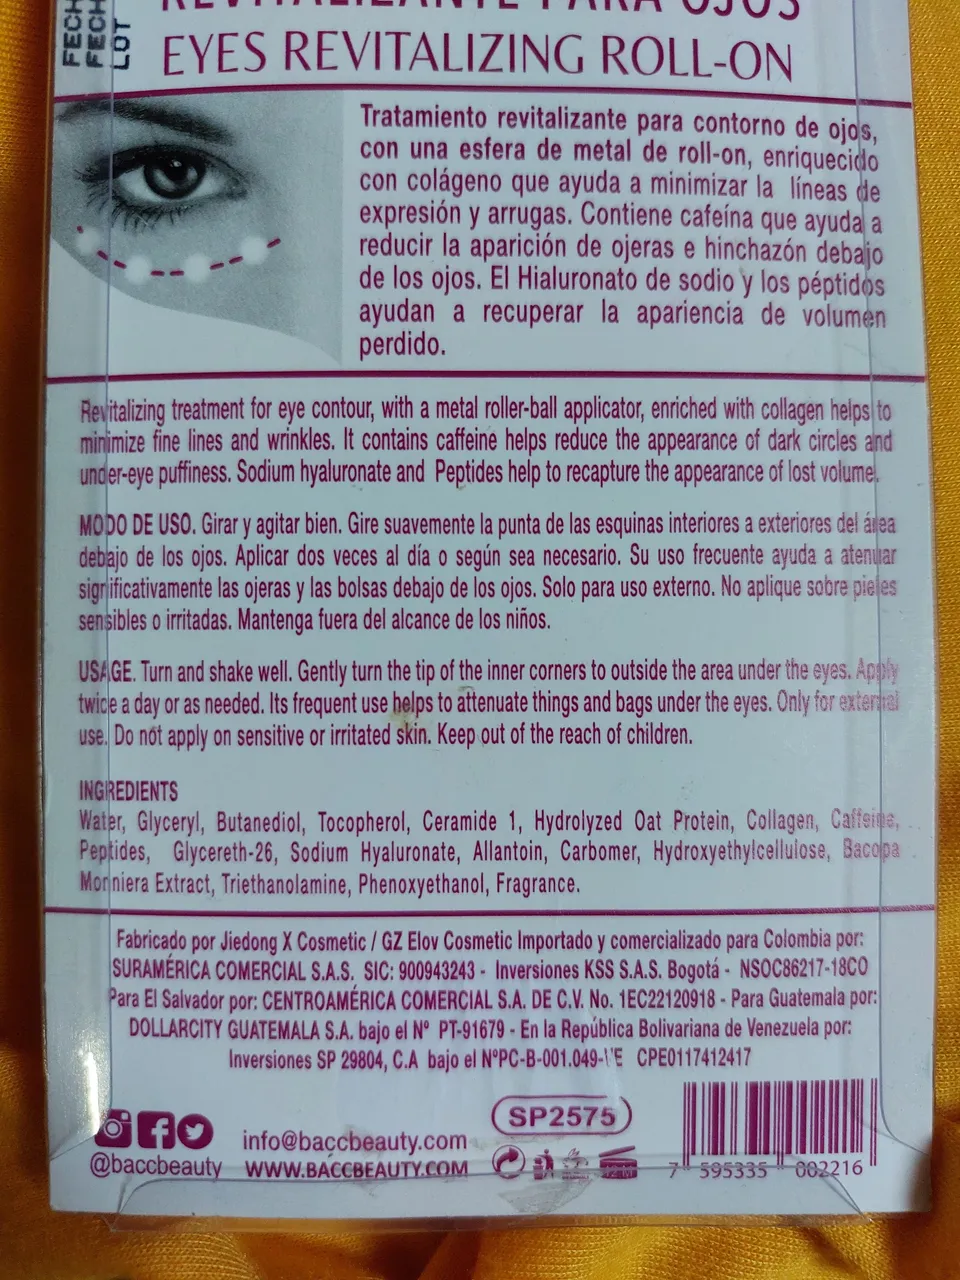 FECH
FECH
LOT
REVITALIZANTE PARA OJOS
EYES REVITALIZING ROLL-ON
Tratamiento revitalizante para contorno de ojos,
con una esfera de metal de roll-on, enriquecido
con colágeno que ayuda a minimizar la líneas de
expresión y arrugas. Contiene cafeína que ayuda a
reducir la aparición de ojeras e hinchazón debajo
de los ojos. El Hialuronato de sodio y los péptidos
ayudan a recuperar la apariencia de volumen
perdido.
Revitalizing treatment for eye contour, with a metal roller-ball applicator, enriched with collagen helps to
minimize fine lines and wrinkles. It contains caffeine helps reduce the appearance of dark circles and
under-eye puffiness. Sodium hyaluronate and Peptides help to recapture the appearance of lost volume.
MODO DE USO. Girar y agitar bien. Gire suavemente la punta de las esquinas interiores a exteriores del área
debajo de los ojos. Aplicar dos veces al día o según sea necesario. Su uso frecuente ayuda a atenuar
significativamente las ojeras y las bolsas debajo de los ojos. Solo para uso externo. No aplique sobre pieles
sensibles o irritadas. Mantenga fuera del alcance de los niños.
USAGE. Turn and shake well. Gently turn the tip of the inner corners to outside the area under the eyes. Apply
twice a day or as needed. Its frequent use helps to attenuate things and bags under the eyes. Only for external
use. Do not apply on sensitive or irritated skin. Keep out of the reach of children.
INGREDIENTS
Water, Glyceryl, Butanediol, Tocopherol, Ceramide 1, Hydrolyzed Oat Protein, Collagen, Caffeine,
Peptides, Glycereth-26, Sodium Hyaluronate, Allantoin, Carbomer, Hydroxyethylcellulose, Bacopa
Monniera Extract, Triethanolamine, Phenoxyethanol, Fragrance.
Fabricado por Jiedong X Cosmetic / GZ Elov Cosmetic Importado y comercializado para Colombia por:
SURAMÉRICA COMERCIAL S.A.S. SIC: 900943243 - Inversiones KSS S.A.S. Bogotá - NSOC86217-18CO
Para El Salvador por: CENTROAMÉRICA COMERCIAL S.A. DE C.V. No. 1EC22120918 - Para Guatemala por:
DOLLARCITY GUATEMALA S.A. bajo el Nº PT-91679 - En la República Bolivariana de Venezuela por:
Inversiones SP 29804, C.A bajo el NºPC-B-001.049-VE CPE0117412417
SP2575
info@baccbeauty.com
@baccbeauty WWW.BACCBEAUTY.COM
12 M
7 595335 002216